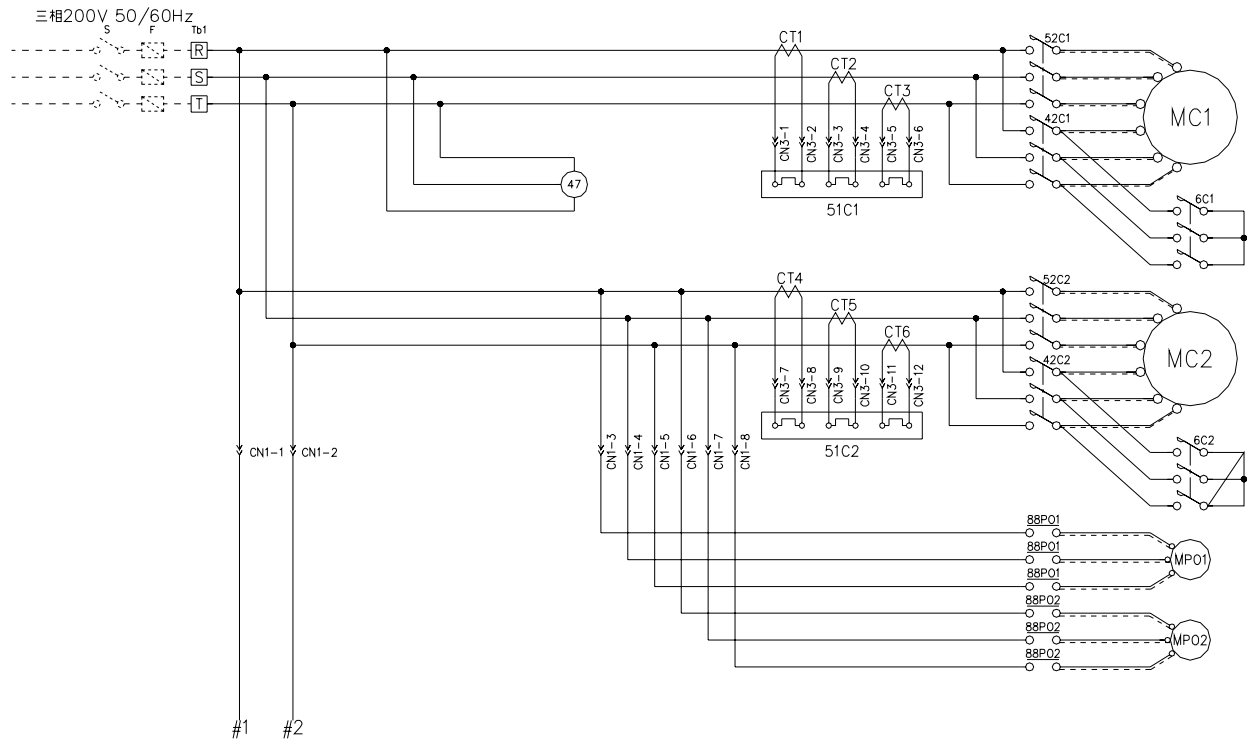 三相200V 50/60Hz
S F Tb1
R
S
T
CT1
CT2
CT3
CN3-1
CN3-2
CN3-3
CN3-4
CN3-5
CN3-6
51C1
47
52C1
42C1
MC1
6C1
CT4
CT5
CT6
CN3-7
CN3-8
CN3-9
CN3-10
CN3-11
CN3-12
51C2
52C2
42C2
MC2
6C2
CN1-1
CN1-2
CN1-3
CN1-4
CN1-5
CN1-6
CN1-7
CN1-8
88PO1
88PO1
88PO1
MPO1
88PO2
88PO2
88PO2
MPO2
#1
#2